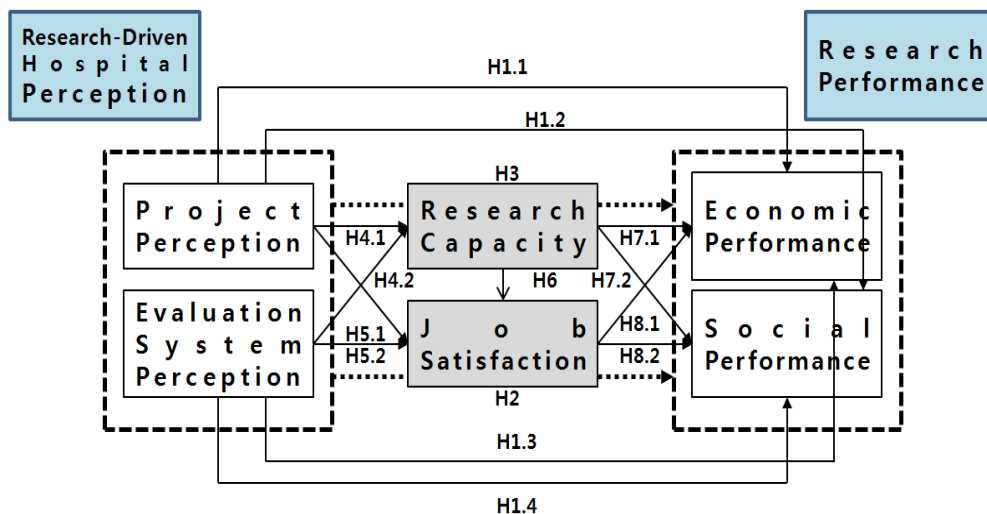 Research-Driven
Hospital
Perception
Research
Performance
H1.1
H1.2
H3
Project
Perception
Research
Capacity
Economic
Performance
H4.1
H7.1
H4.2
H6
H7.2
Evaluation
System
Perception
Job
Satisfaction
Social
Performance
H5.1
H8.1
H5.2
H8.2
H2
H1.3
H1.4